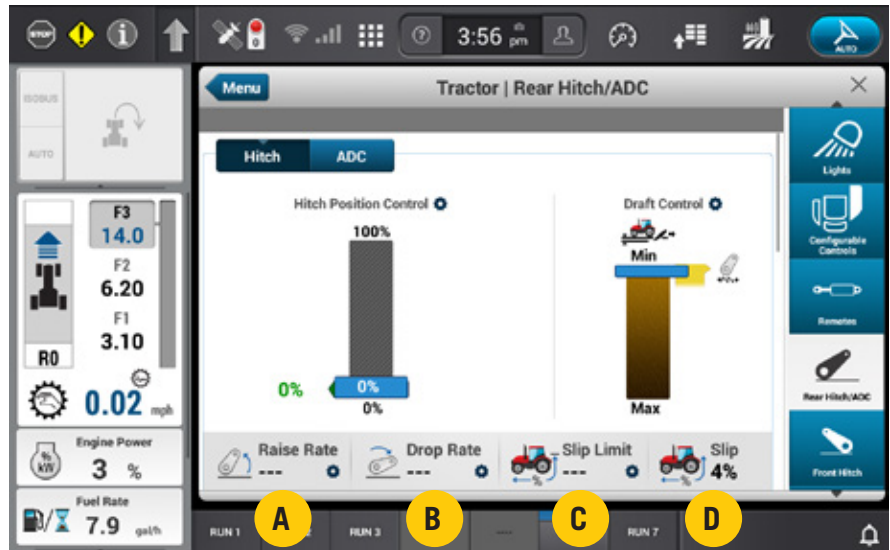 STOP
3:56 pm
AUTO
Menu
Tractor | Rear Hitch/ADC
ISOBUS
AUTO
Hitch
ADC
Lights
Hitch Position Control
Draft Control
100%
Min
Configurable
Controls
F3
14.0
F2
6.20
F1
3.10
R0
Remotes
0%
0%
0%
Max
Rear Hitch/ADC
0.02 mph
Raise Rate
---
Drop Rate
---
Slip Limit
---
Slip
4%
%
%
Front Hitch
Engine Power
3 %
%
kW
Fuel Rate
7.9 gal/h
A
B
C
D
RUN 1
RUN 3
----
RUN 7